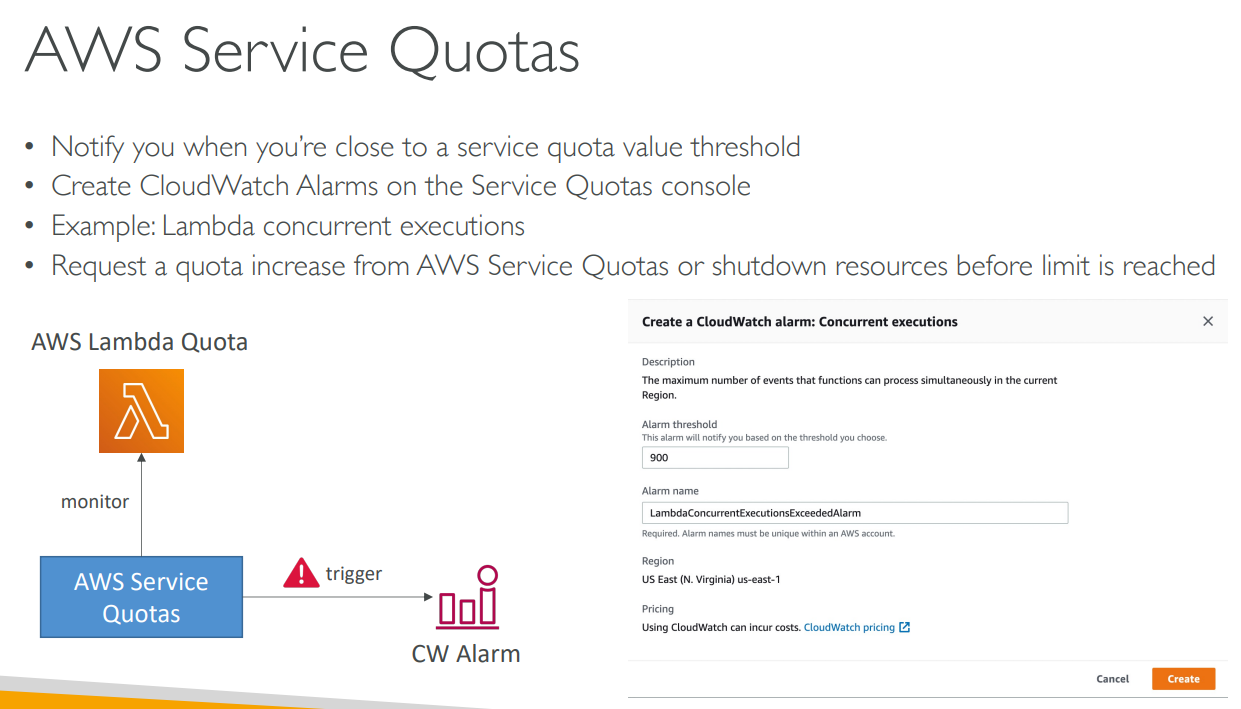 AWS Service Quotas
• Notify you when you’re close to a service quota value threshold
• Create CloudWatch Alarms on the Service Quotas console
• Example: Lambda concurrent executions
• Request a quota increase from AWS Service Quotas or shutdown resources before limit is reached
AWS Lambda Quota
monitor
AWS Service
Quotas
trigger
CW Alarm
Create a CloudWatch alarm: Concurrent executions
Description
The maximum number of events that functions can process simultaneously in the current
Region.
Alarm threshold
This alarm will notify you based on the threshold you choose.
900
Alarm name
LambdaConcurrentExecutionsExceededAlarm
Required. Alarm names must be unique within an AWS account.
Region
US East (N. Virginia) us-east-1
Pricing
Using CloudWatch can incur costs. CloudWatch pricing
Cancel
Create